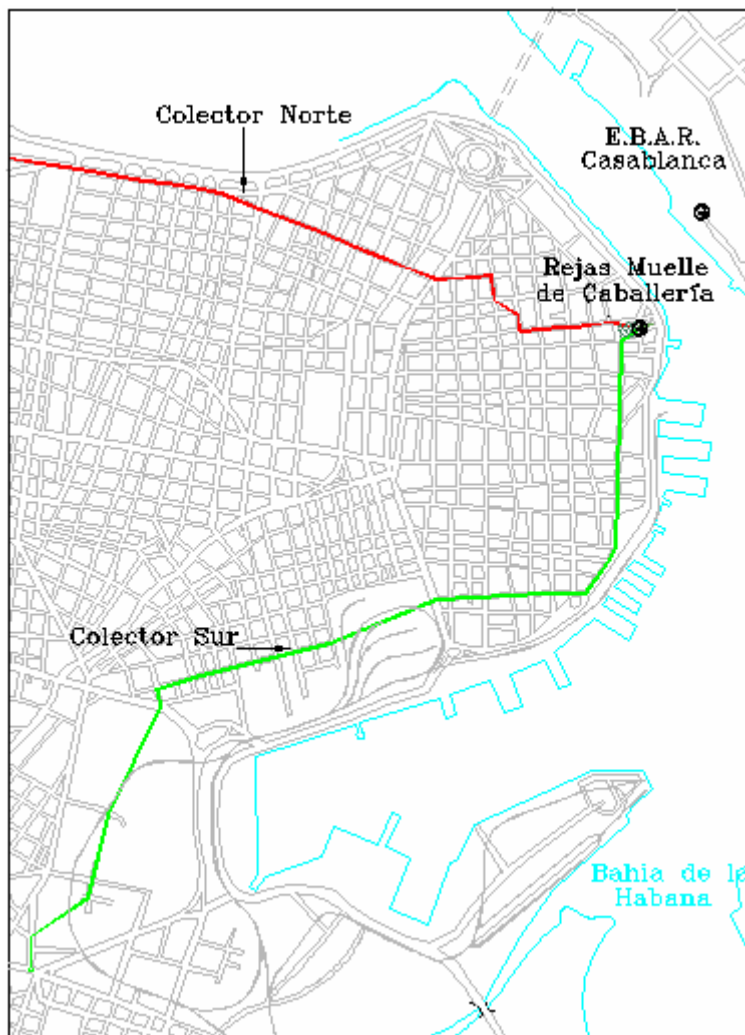 Colector Norte
E.B.A.R.
Casablanca
Rejas Muelle
de Caballería
Colector Sur
Bahia de la
Habana